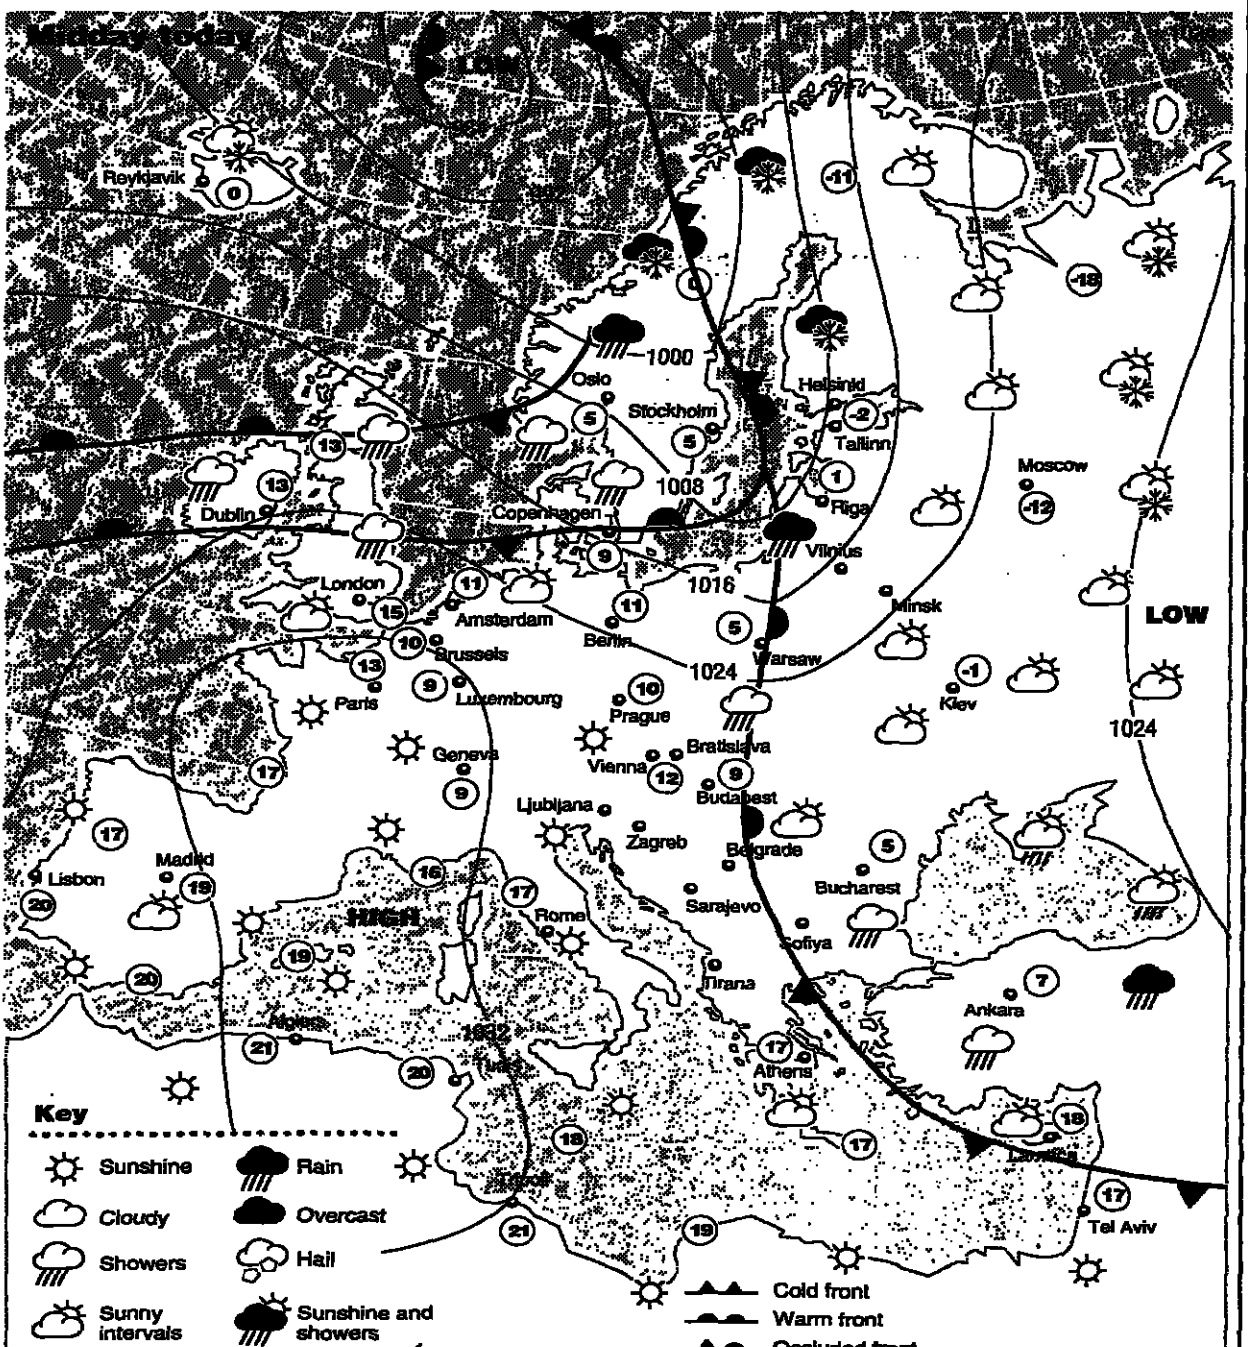 Midday today
LOW
Reykjavik
0
-11
-18
0
1000
Oslo
5
Stockholm
5
Helsinki
-2
Tallinn
13
13
Dublin
1008
1
Riga
Moscow
-12
Copenhagen
9
Vilnius
London
15
11
Amsterdam
11
Berlin
1016
5
Warsaw
Minsk
LOW
10
Brussels
13
Paris
9
Luxembourg
1024
10
Prague
-1
Kiev
1024
17
Geneva
9
Vienna
12
Bratislava
9
Budapest
Ljubljana
Zagreb
Belgrade
17
Madrid
19
Lisbon
20
16
17
HIGH
Rome
Sarajevo
5
Bucharest
Sofiya
19
20
Tirana
7
Ankara
Algiers
21
1032
20
Tunis
17
Athens
18
17
18
Larnaca
Tripoli
21
19
17
Tel Aviv
Key
Sunshine
Rain
Cloudy
Overcast
Showers
Hail
Sunny
intervals
Sunshine and
showers
Cold front
Warm front
Occluded front